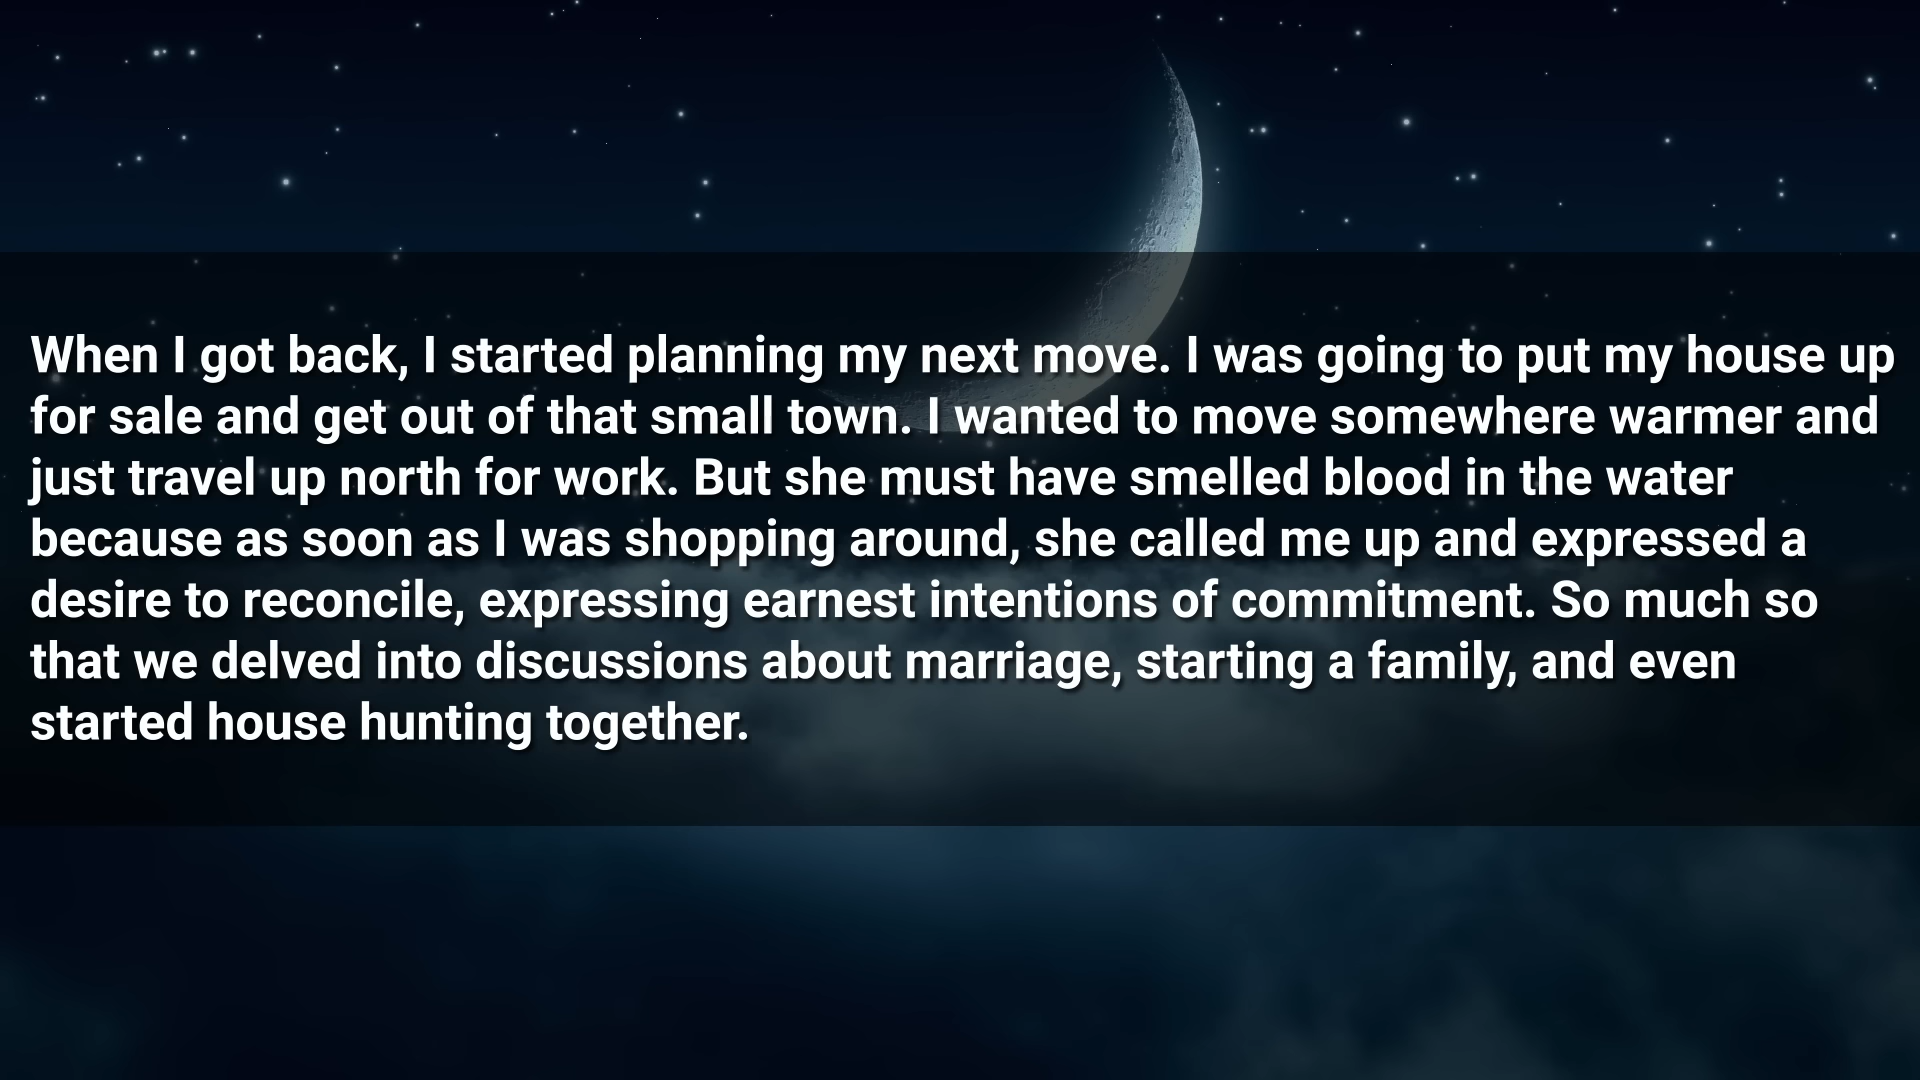 When I got back, I started planning my next move. I was going to put my house up
for sale and get out of that small town. I wanted to move somewhere warmer and
just travel up north for work. But she must have smelled blood in the water
because as soon as I was shopping around, she called me up and expressed a
desire to reconcile, expressing earnest intentions of commitment. So much so
that we delved into discussions about marriage, starting a family, and even
started house hunting together.